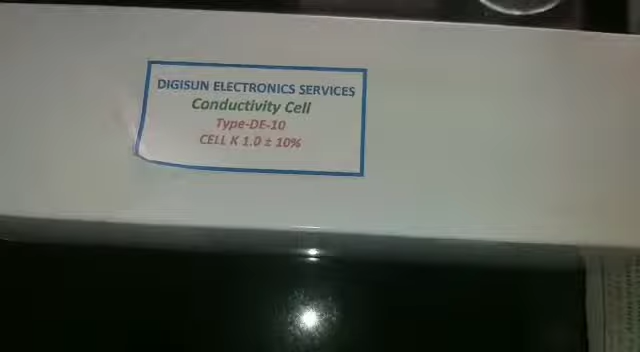 DIGISUN ELECTRONICS SERVICES
Conductivity Cell
Type-DE-10
CELL K 1.0 ± 10%